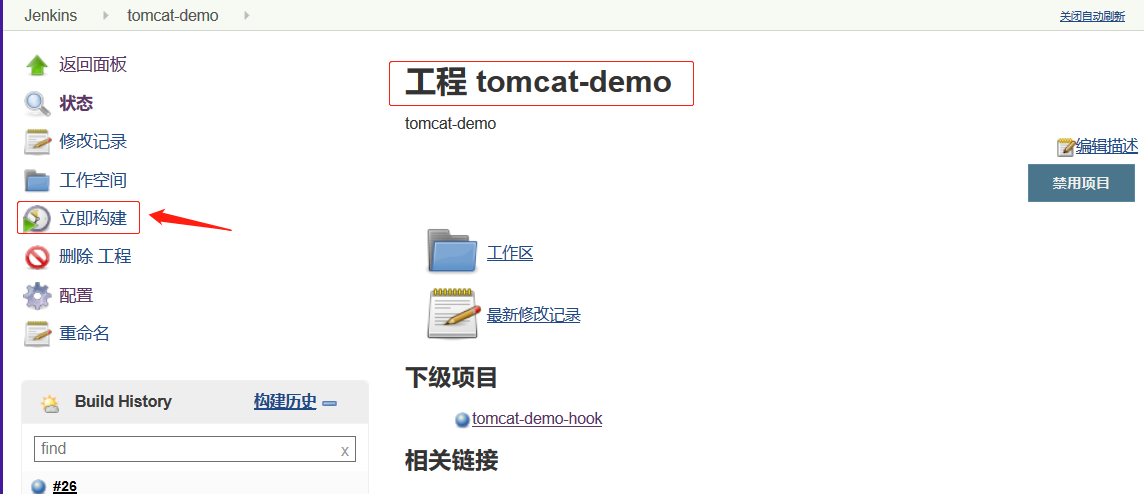 Jenkins tomcat-demo 关闭自动刷新
返回面板
状态
修改记录
工作空间
立即构建
删除 工程
配置
重命名
Build History 构建历史
find x
#26
工程 tomcat-demo
tomcat-demo
编辑描述
禁用项目
工作区
最新修改记录
下级项目
tomcat-demo-hook
相关链接